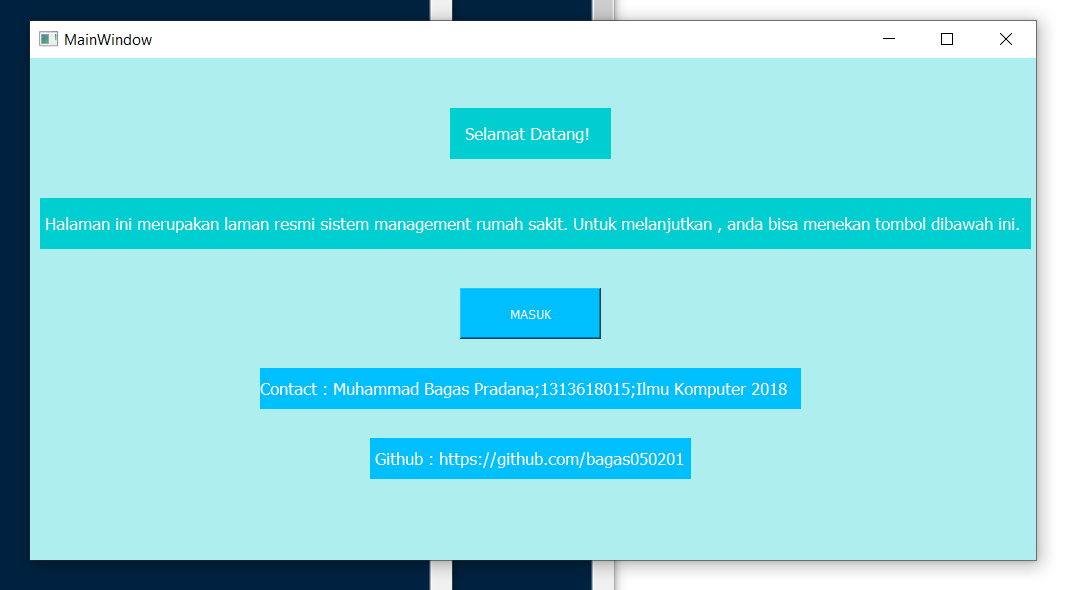 MainWindow
Selamat Datang!
Halaman ini merupakan laman resmi sistem management rumah sakit. Untuk melanjutkan , anda bisa menekan tombol dibawah ini.
MASUK
Contact : Muhammad Bagas Pradana;1313618015;Ilmu Komputer 2018
Github : https://github.com/bagas050201